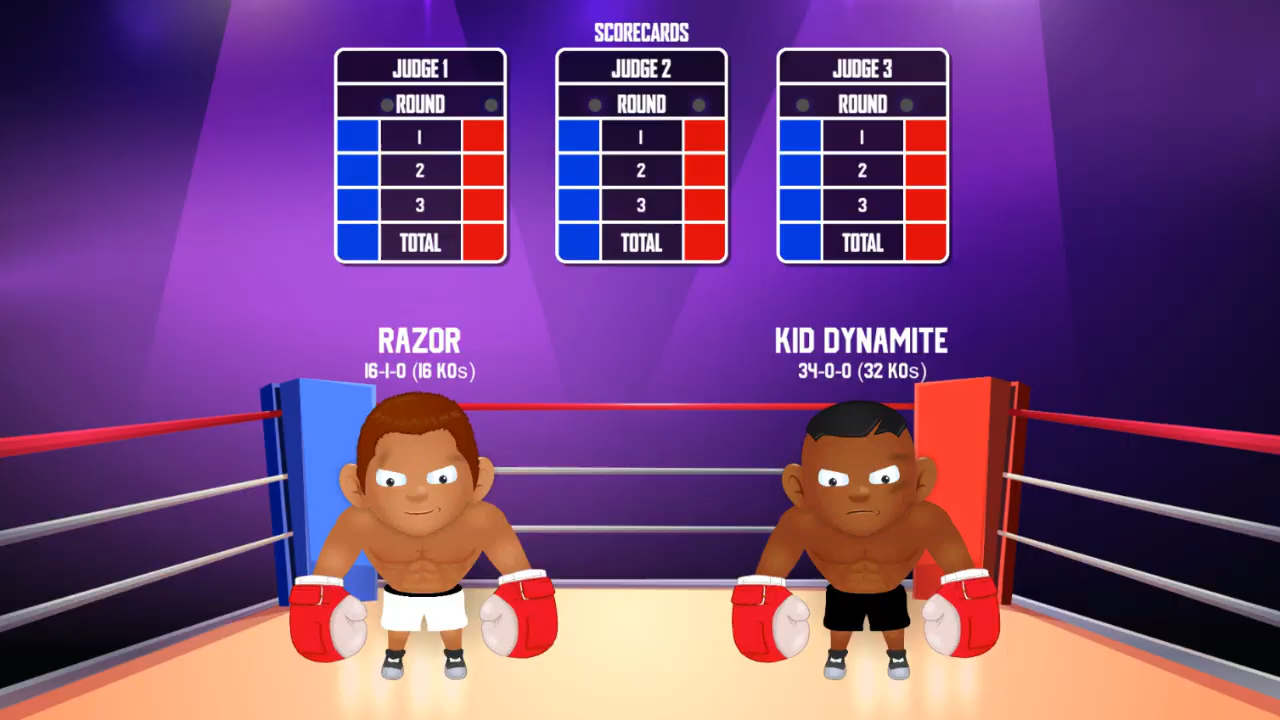 SCORECARDS
JUDGE 1
ROUND
1
2
3
TOTAL
JUDGE 2
ROUND
1
2
3
TOTAL
JUDGE 3
ROUND
1
2
3
TOTAL
RAZOR
16-1-0 (16 KOs)
KID DYNAMITE
34-0-0 (32 KOs)